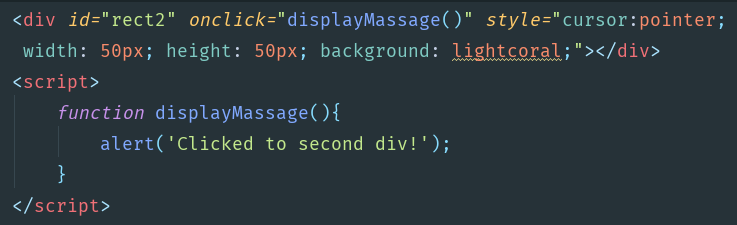 <div id="rect2" onclick="displayMassage()" style="cursor:pointer;
width: 50px; height: 50px; background: lightcoral;"></div>
<script>
function displayMassage(){
alert('Clicked to second div!');
}
</script>